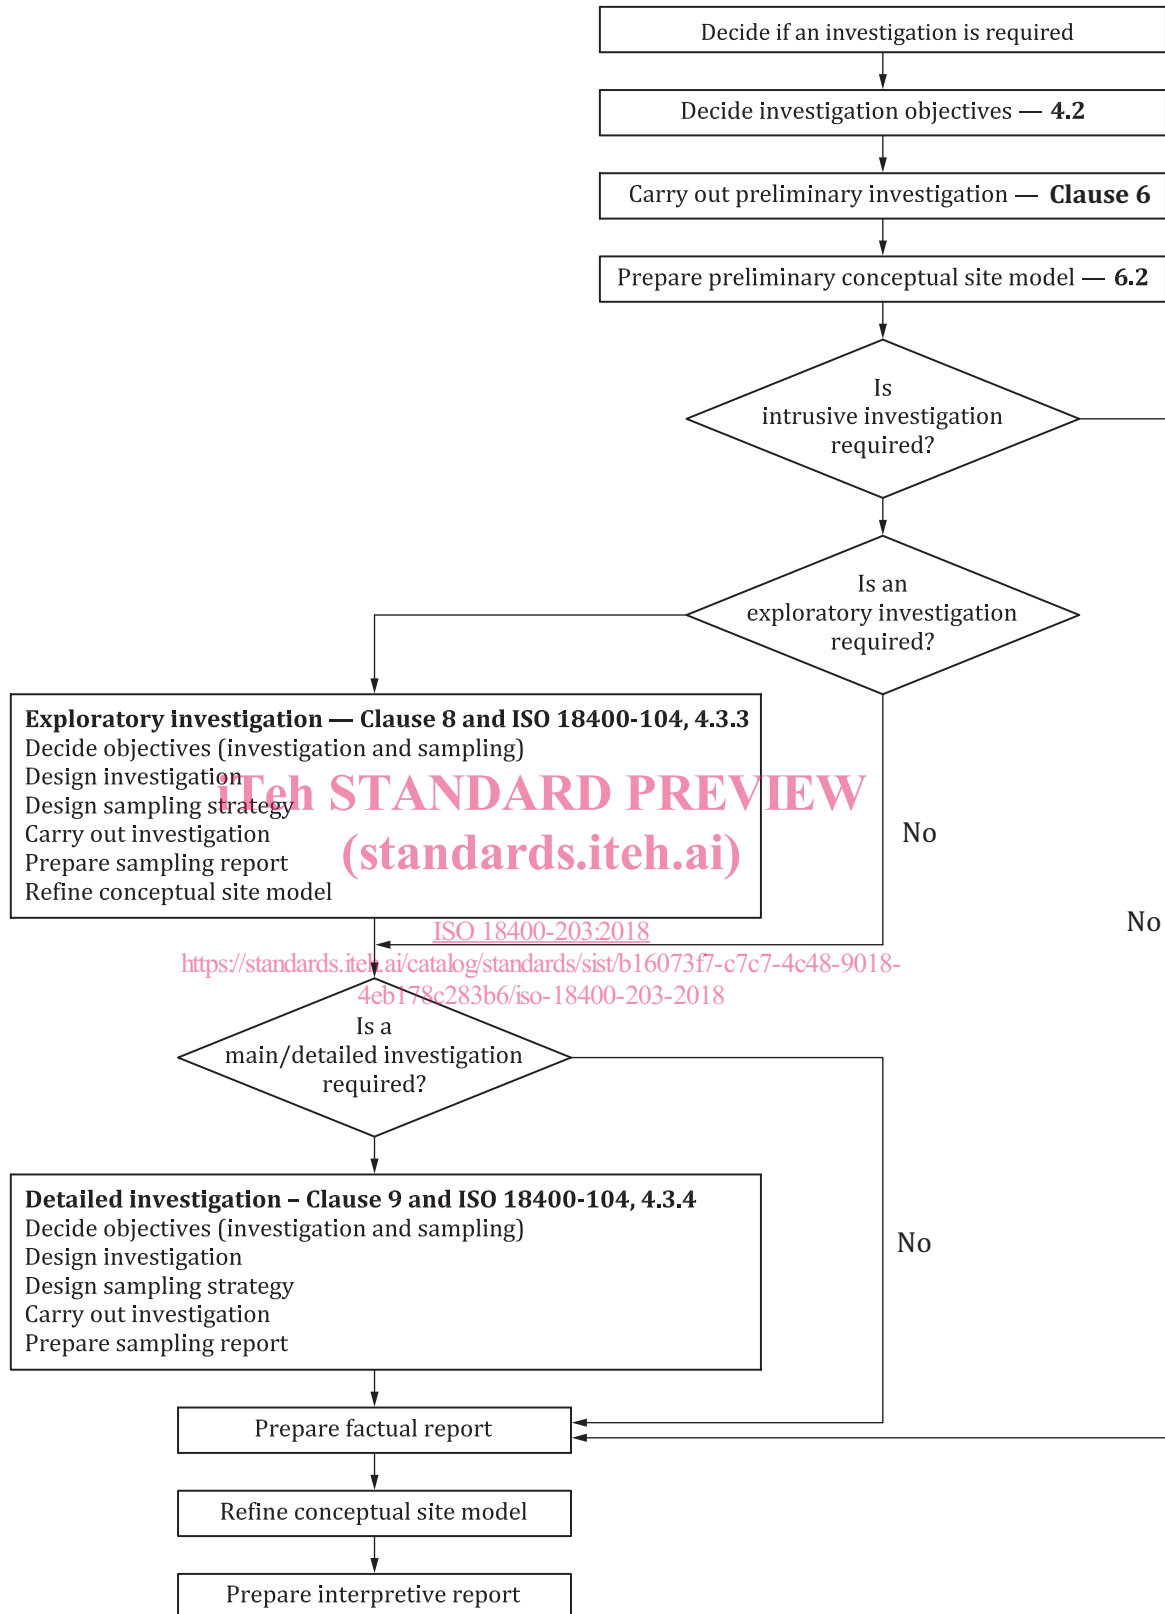 Decide if an investigation is required
Decide investigation objectives — 4.2
Carry out preliminary investigation — Clause 6
Prepare preliminary conceptual site model — 6.2
Is
intrusive investigation
required?
Is an
exploratory investigation
required?
Exploratory investigation — Clause 8 and ISO 18400-104, 4.3.3
Decide objectives (investigation and sampling)
Design investigation
Design sampling strategy
Carry out investigation
Prepare sampling report
Refine conceptual site model
iTeh STANDARD PREVIEW
(standards.iteh.ai)
No
No
ISO 18400-203:2018
https://standards.iteh.ai/catalog/standards/sist/b16073f7-c7c7-4c48-9018-
4eb178c283b6/iso-18400-203-2018
Is a
main/detailed investigation
required?
Detailed investigation – Clause 9 and ISO 18400-104, 4.3.4
Decide objectives (investigation and sampling)
Design investigation
Design sampling strategy
Carry out investigation
Prepare sampling report
No
Prepare factual report
Refine conceptual site model
Prepare interpretive report